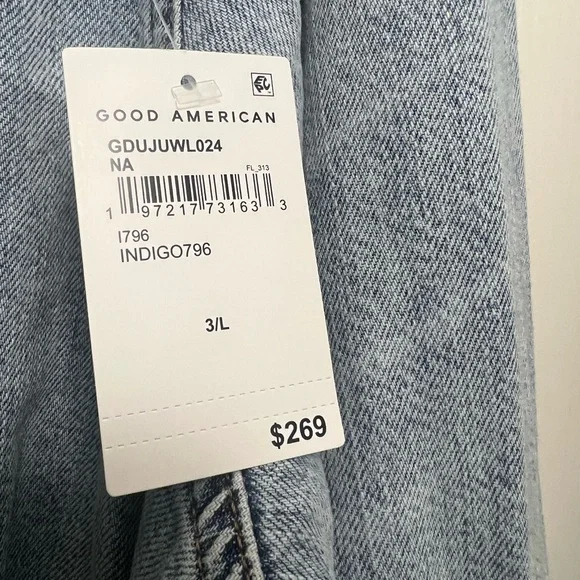 GOOD AMERICAN
GDUJUWL024
NA
FL_313
1 97217 73163 3
I796
INDIGO796
3/L
$269